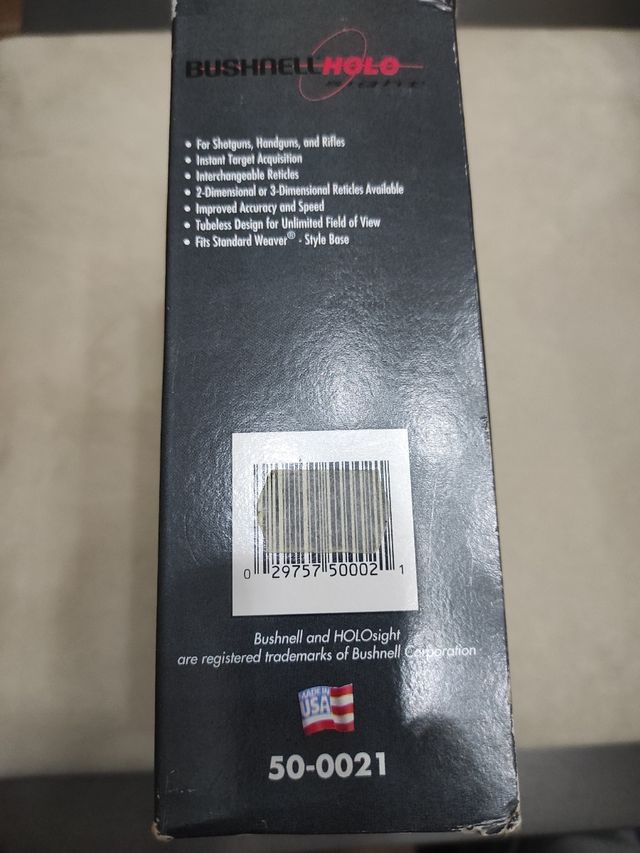 BUSHNELL HOLO
sight
• For Shotguns, Handguns, and Rifles
• Instant Target Acquisition
• Interchangeable Reticles
• 2-Dimensional or 3-Dimensional Reticles Available
• Improved Accuracy and Speed
• Tubeless Design for Unlimited Field of View
• Fits Standard Weaver® - Style Base
0 29757 50002 1
Bushnell and HOLOsight
are registered trademarks of Bushnell Corporation
MADE IN
USA
50-0021